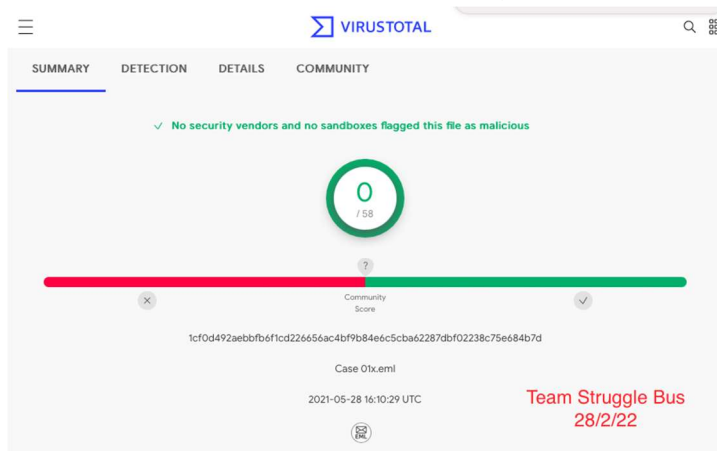 VIRUSTOTAL
SUMMARY DETECTION DETAILS COMMUNITY
No security vendors and no sandboxes flagged this file as malicious
0
/ 58
?
Community
Score
1cf0d492aebbfb6f1cd226656ac4bf9b84e6c5cba62287dbf02238c75e684b7d
Case 01x.eml
2021-05-28 16:10:29 UTC
Team Struggle Bus
28/2/22
EML